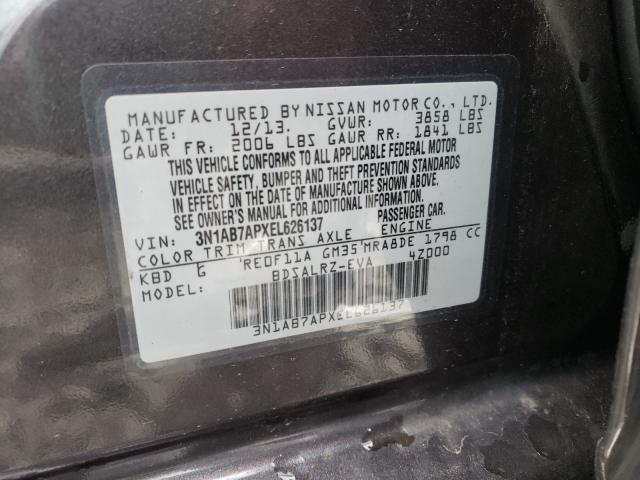 MANUFACTURED BY NISSAN MOTOR CO., LTD.
DATE: 12/13. GVWR: 3858 LBS
GAWR FR: 2006 LBS GAWR RR: 1841 LBS
THIS VEHICLE CONFORMS TO ALL APPLICABLE FEDERAL MOTOR
VEHICLE SAFETY, BUMPER AND THEFT PREVENTION STANDARDS
IN EFFECT ON THE DATE OF MANUFACTURE SHOWN ABOVE.
SEE OWNER'S MANUAL FOR ADDITIONAL INFORMATION.
VIN: 3N1AB7APXEL626137 PASSENGER CAR.
COLOR TRIM TRANS AXLE ENGINE
KBD G RE0F11A GM35 MRA8DE 1798 CC
MODEL: BDSALRZ-EVA 4Z000
3N1AB7APXEL626137